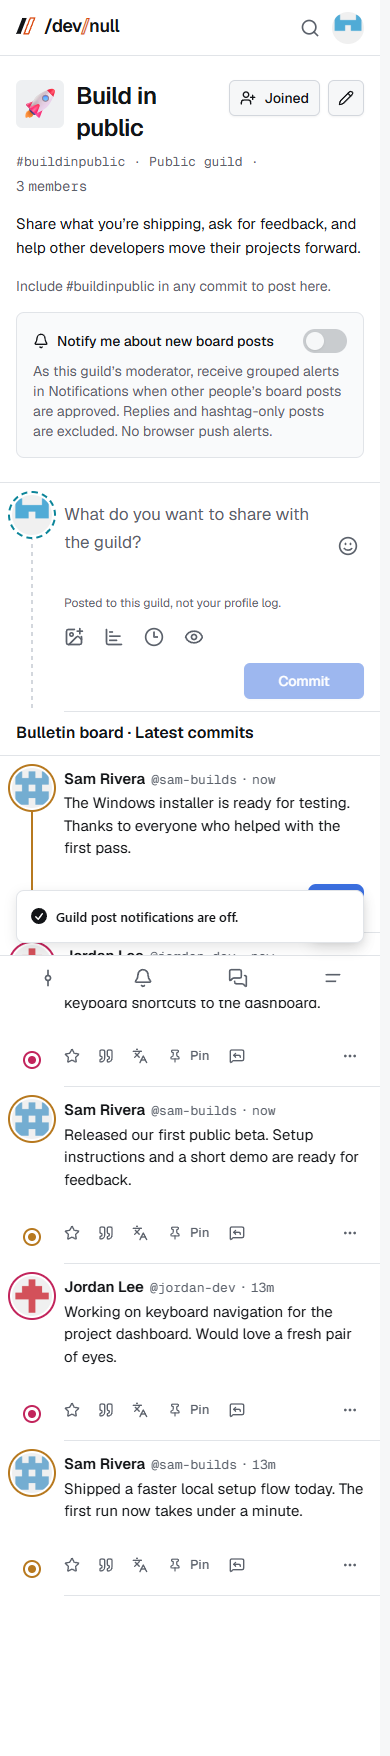 /dev//null
Build in
public
Joined
#buildinpublic · Public guild ·
3 members
Share what you’re shipping, ask for feedback, and
help other developers move their projects forward.
Include #buildinpublic in any commit to post here.
Notify me about new board posts
As this guild’s moderator, receive grouped alerts
in Notifications when other people’s board posts
are approved. Replies and hashtag-only posts
are excluded. No browser push alerts.
What do you want to share with
the guild?
Posted to this guild, not your profile log.
Commit
Bulletin board · Latest commits
Sam Rivera @sam-builds · now
The Windows installer is ready for testing.
Thanks to everyone who helped with the
first pass.
Guild post notifications are off.
Jordan Lee @jordan-dev · now
keyboard shortcuts to the dashboard.
Pin
Sam Rivera @sam-builds · now
Released our first public beta. Setup
instructions and a short demo are ready for
feedback.
Pin
Jordan Lee @jordan-dev · 13m
Working on keyboard navigation for the
project dashboard. Would love a fresh pair
of eyes.
Pin
Sam Rivera @sam-builds · 13m
Shipped a faster local setup flow today. The
first run now takes under a minute.
Pin